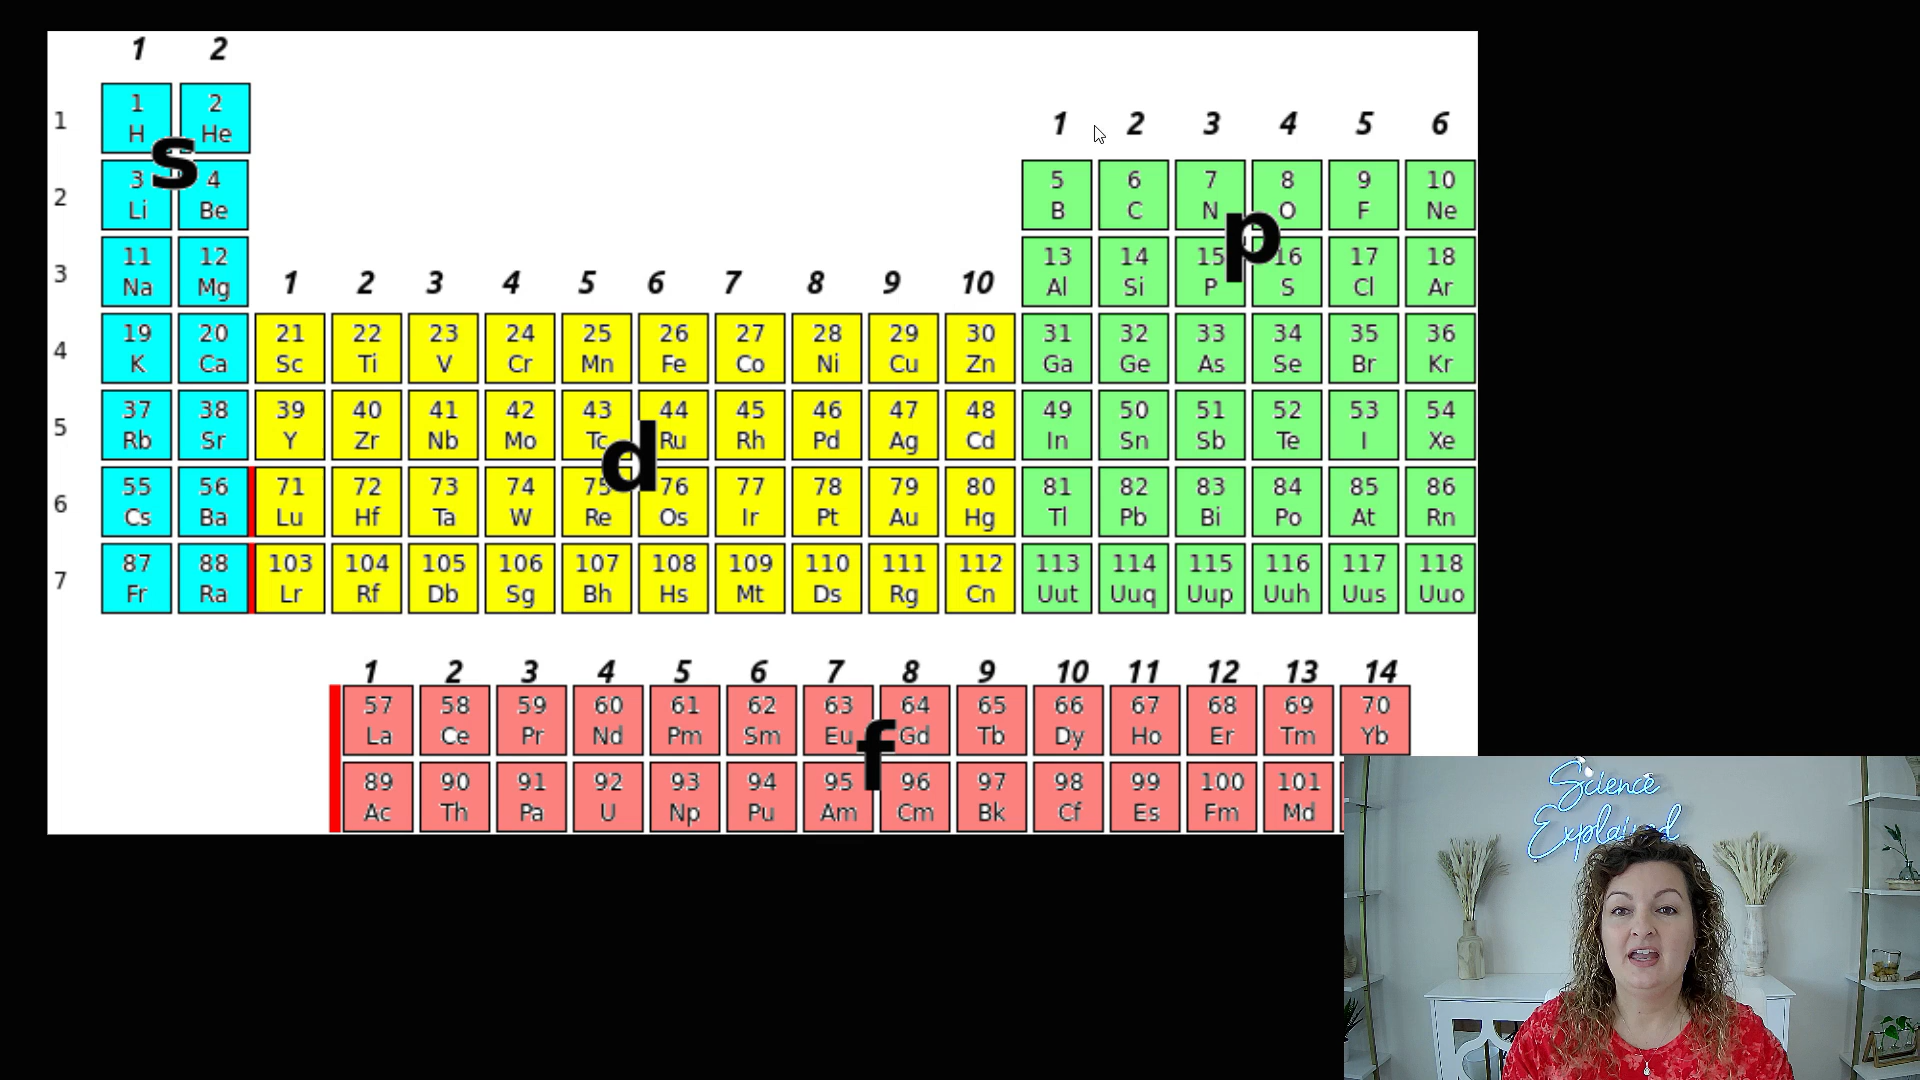 1 2
1 H 2 He
1
s
1 2 3 4 5 6
2
3 Li 4 Be 5 B 6 C 7 N 8 O 9 F 10 Ne
p
3
11 Na 12 Mg 13 Al 14 Si 15 P 16 S 17 Cl 18 Ar
1 2 3 4 5 6 7 8 9 10
4
19 K 20 Ca 21 Sc 22 Ti 23 V 24 Cr 25 Mn 26 Fe 27 Co 28 Ni 29 Cu 30 Zn 31 Ga 32 Ge 33 As 34 Se 35 Br 36 Kr
5
37 Rb 38 Sr 39 Y 40 Zr 41 Nb 42 Mo 43 Tc 44 Ru 45 Rh 46 Pd 47 Ag 48 Cd 49 In 50 Sn 51 Sb 52 Te 53 I 54 Xe
d
6
55 Cs 56 Ba 71 Lu 72 Hf 73 Ta 74 W 75 Re 76 Os 77 Ir 78 Pt 79 Au 80 Hg 81 Tl 82 Pb 83 Bi 84 Po 85 At 86 Rn
7
87 Fr 88 Ra 103 Lr 104 Rf 105 Db 106 Sg 107 Bh 108 Hs 109 Mt 110 Ds 111 Rg 112 Cn 113 Uut 114 Uuq 115 Uup 116 Uuh 117 Uus 118 Uuo
1 2 3 4 5 6 7 8 9 10 11 12 13 14
57 La 58 Ce 59 Pr 60 Nd 61 Pm 62 Sm 63 Eu 64 Gd 65 Tb 66 Dy 67 Ho 68 Er 69 Tm 70 Yb
f
89 Ac 90 Th 91 Pa 92 U 93 Np 94 Pu 95 Am 96 Cm 97 Bk 98 Cf 99 Es 100 Fm 101 Md
Science
Explained